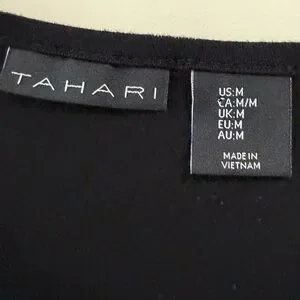 TAHARI
US:M
CA:M/M
UK:M
EU:M
AU:M
MADE IN
VIETNAM